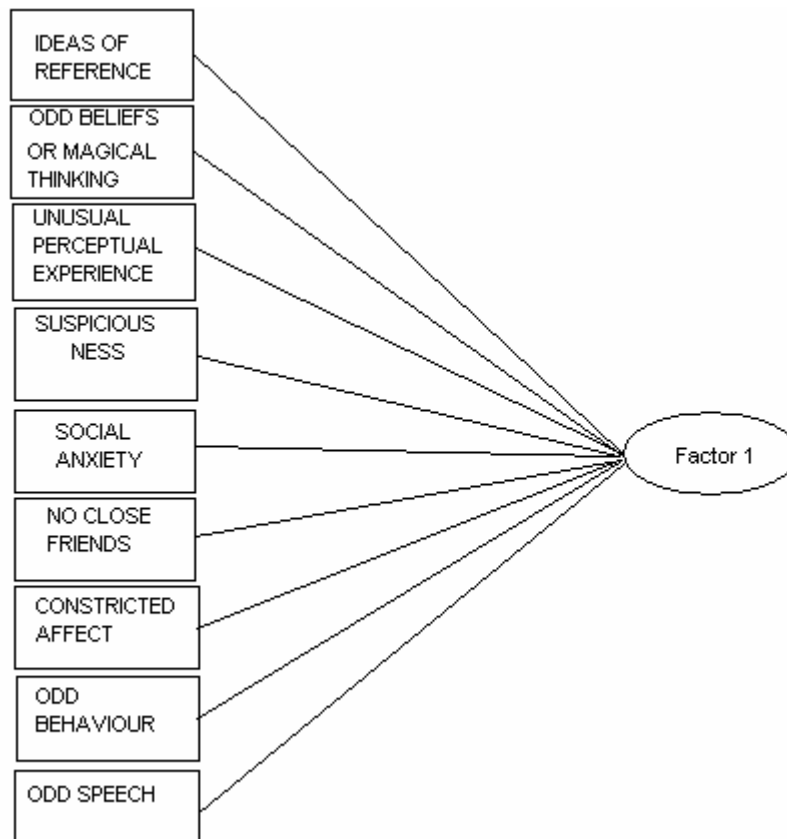 IDEAS OF
REFERENCE
ODD BELIEFS
OR MAGICAL
THINKING
UNUSUAL
PERCEPTUAL
EXPERIENCE
SUSPICIOUS
NESS
SOCIAL
ANXIETY
NO CLOSE
FRIENDS
CONSTRICTED
AFFECT
ODD
BEHAVIOUR
ODD SPEECH
Factor 1